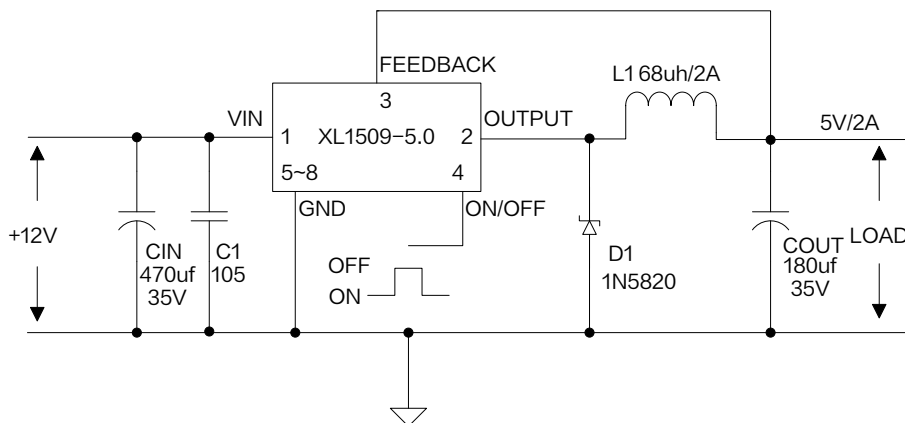 FEEDBACK
3
L1 68uh/2A
VIN
1
XL1509-5.0
2
OUTPUT
5V/2A
5~8
4
GND
ON/OFF
+12V
CIN
470uf
35V
C1
105
OFF
ON
D1
1N5820
COUT
180uf
35V
LOAD